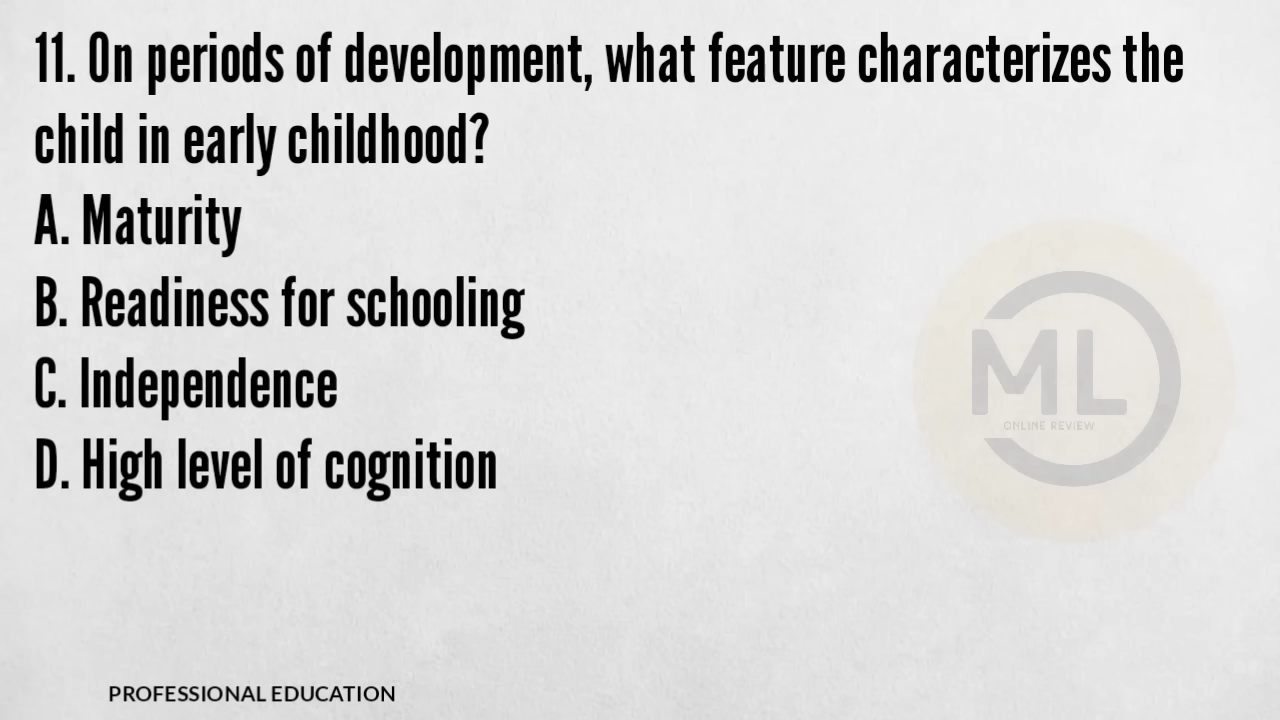 11. On periods of development, what feature characterizes the
child in early childhood?
A. Maturity
B. Readiness for schooling
C. Independence
D. High level of cognition
ML
ONLINE REVIEW
PROFESSIONAL EDUCATION